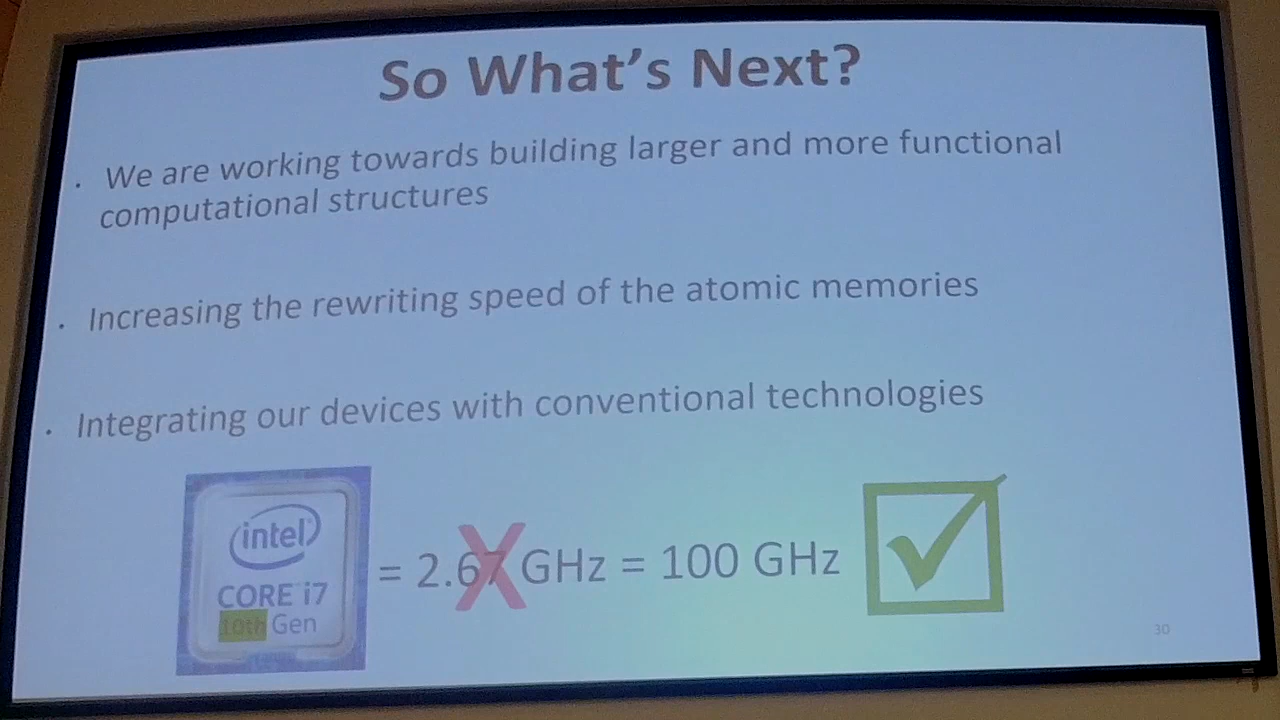 So What's Next?
. We are working towards building larger and more functional
computational structures
. Increasing the rewriting speed of the atomic memories
. Integrating our devices with conventional technologies
intel
CORE i7
10th Gen
= 2.67 GHz = 100 GHz
30